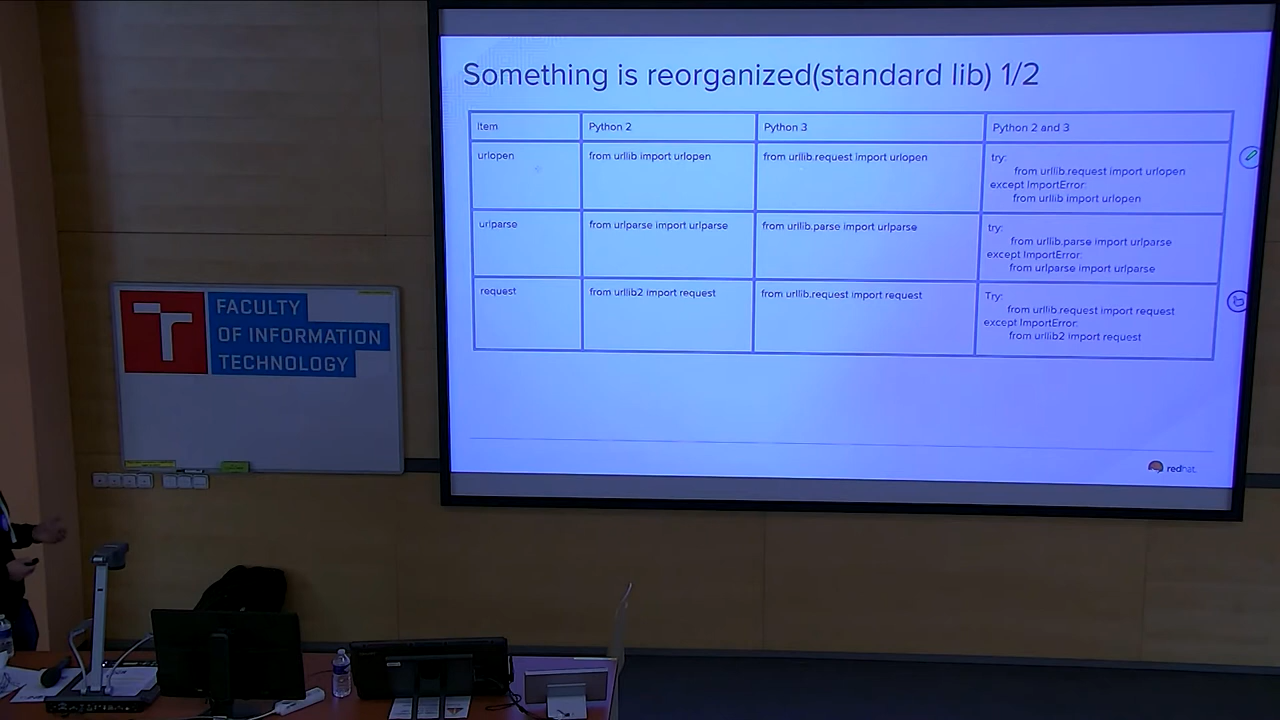 Something is reorganized(standard lib) 1/2
Item
Python 2
Python 3
Python 2 and 3
urlopen
from urllib import urlopen
from urllib.request import urlopen
try:
from urllib.request import urlopen
except ImportError:
from urllib import urlopen
urlparse
from urlparse import urlparse
from urllib.parse import urlparse
try:
from urllib.parse import urlparse
except ImportError:
from urlparse import urlparse
request
from urllib2 import request
from urllib.request import request
Try:
from urllib.request import request
except ImportError:
from urllib2 import request
redhat.
T
FACULTY
OF INFORMATION
TECHNOLOGY